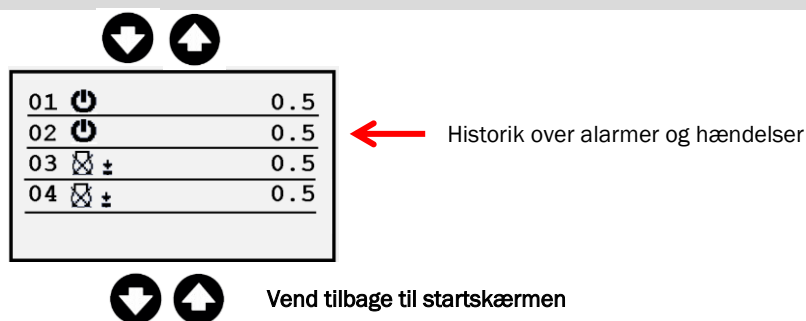 01 0.5
02 0.5
Historik over alarmer og hændelser
03 ± 0.5
04 ± 0.5
Vend tilbage til startskærmen